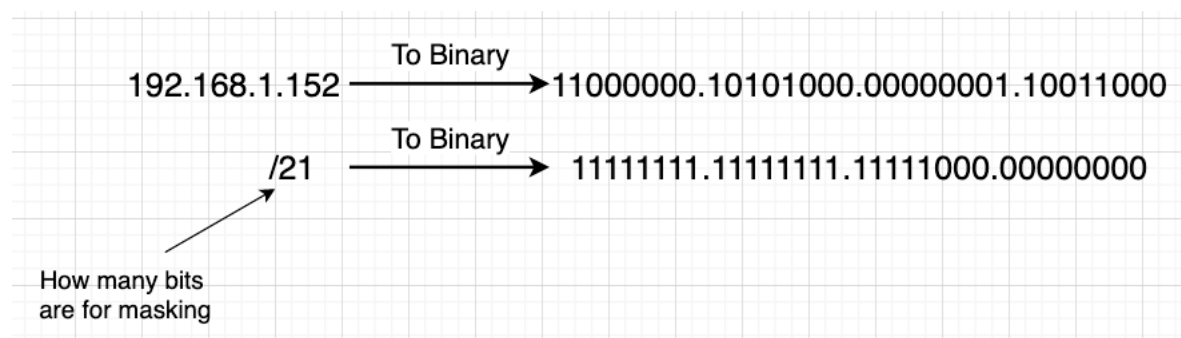 To Binary
192.168.1.152
11000000.10101000.00000001.10011000
To Binary
/21
11111111.11111111.11111000.00000000
How many bits
are for masking